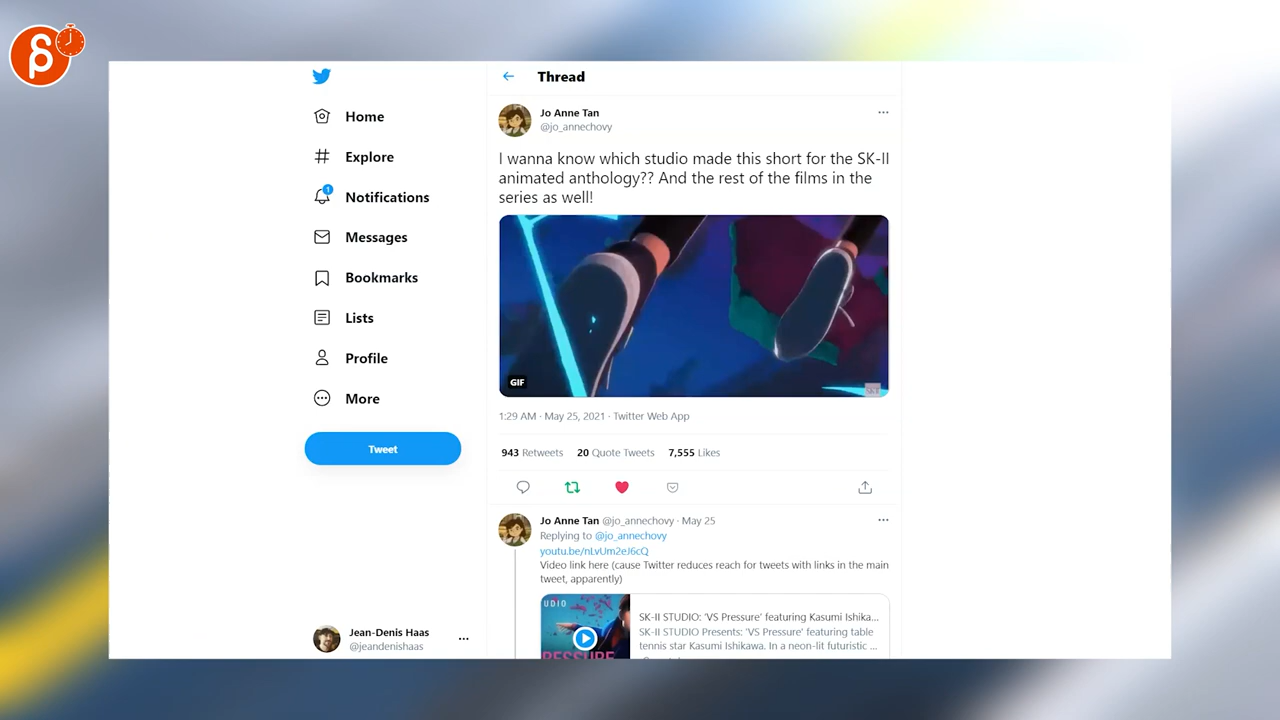 Thread
Home
Explore
1
Notifications
Messages
Bookmarks
Lists
Profile
More
Tweet
Jean-Denis Haas
@jeandenishaas
Jo Anne Tan
@jo_annechovy
I wanna know which studio made this short for the SK-II
animated anthology?? And the rest of the films in the
series as well!
GIF
1:29 AM · May 25, 2021 · Twitter Web App
943 Retweets 20 Quote Tweets 7,555 Likes
Jo Anne Tan @jo_annechovy · May 25
Replying to @jo_annechovy
youtu.be/nLvUm2eJ6cQ
Video link here (cause Twitter reduces reach for tweets with links in the main
tweet, apparently)
UDIO
PRESSURE
SK-II STUDIO: 'VS Pressure' featuring Kasumi Ishika...
SK-II STUDIO Presents: 'VS Pressure' featuring table
tennis star Kasumi Ishikawa. In a neon-lit futuristic ...